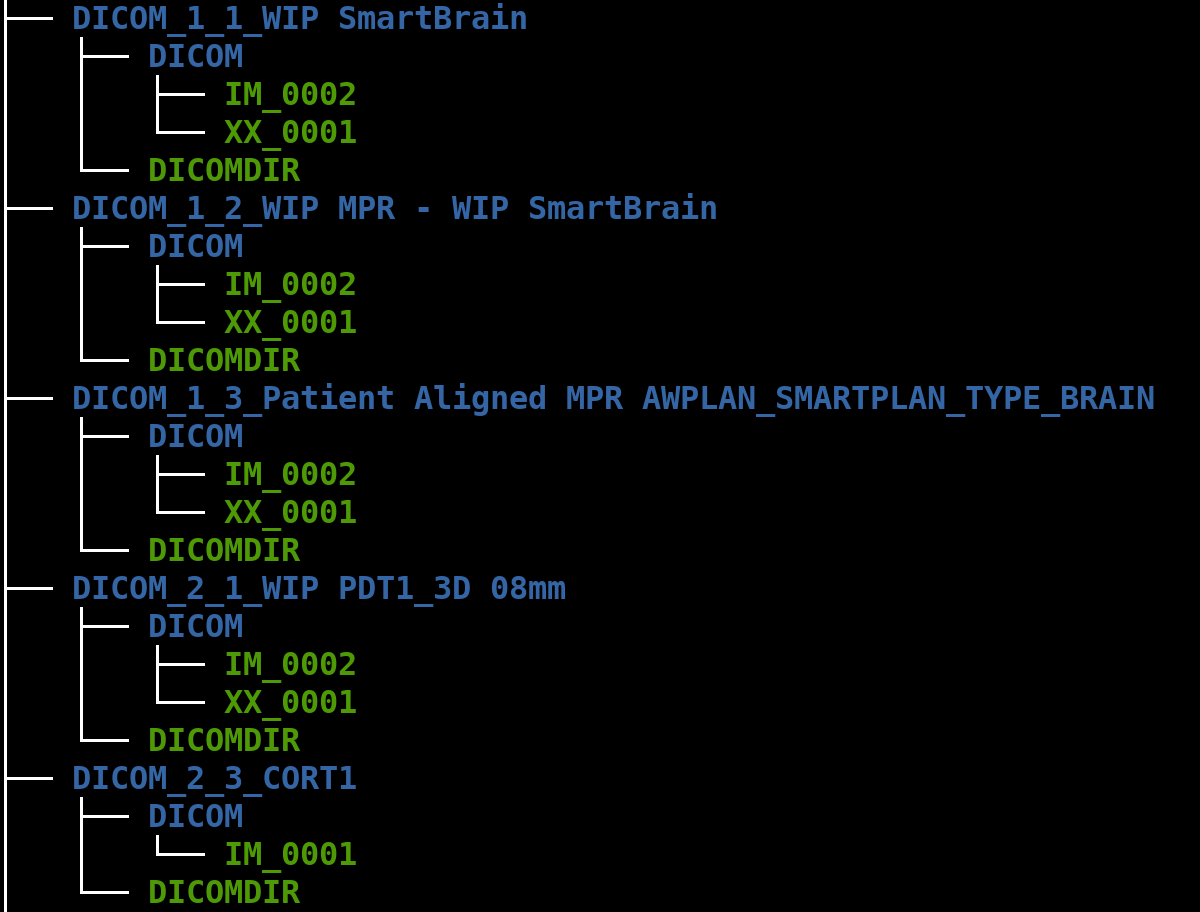 DICOM_1_1_WIP SmartBrain
DICOM
IM_0002
XX_0001
DICOMDIR
DICOM_1_2_WIP MPR - WIP SmartBrain
DICOM
IM_0002
XX_0001
DICOMDIR
DICOM_1_3_Patient Aligned MPR AWPLAN_SMARTPLAN_TYPE_BRAIN
DICOM
IM_0002
XX_0001
DICOMDIR
DICOM_2_1_WIP PDT1_3D 08mm
DICOM
IM_0002
XX_0001
DICOMDIR
DICOM_2_3_CORT1
DICOM
IM_0001
DICOMDIR